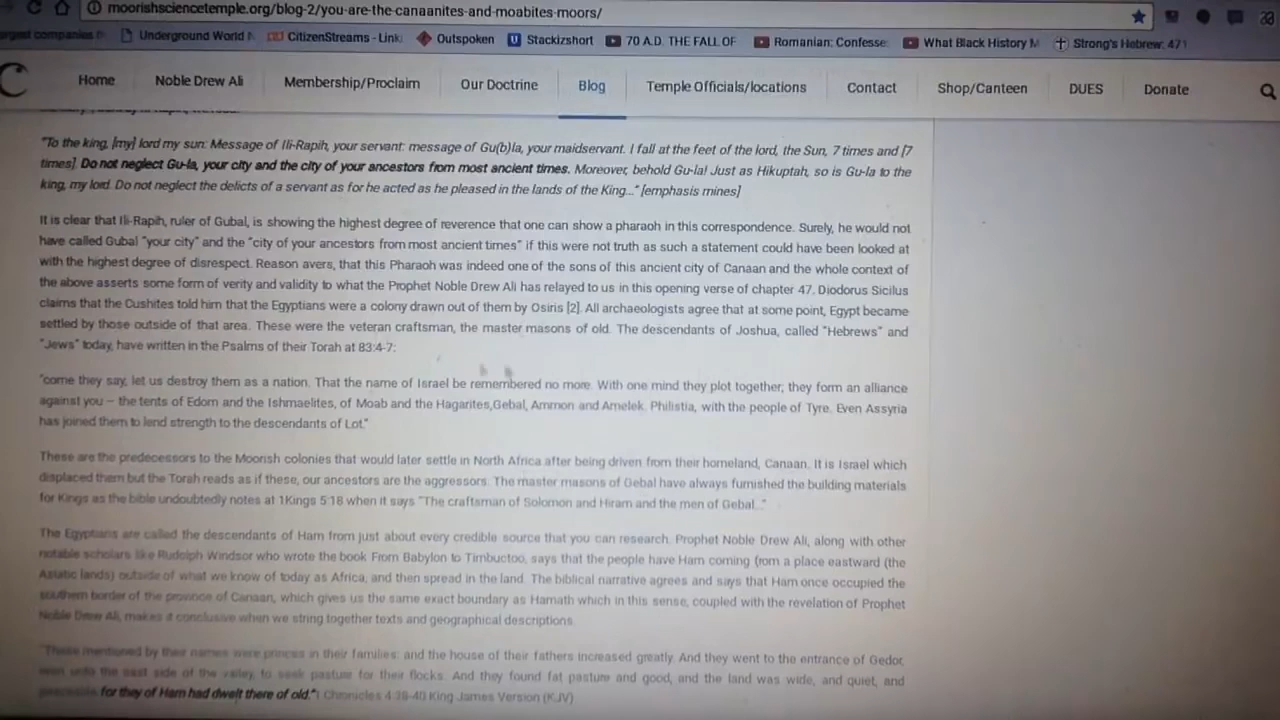 moorishsciencetemple.org/blog-2/you-are-the-canaanites-and-moabites-moors/
companies Underground World CitizenStreams - Link Outspoken Stackizshort 70 A.D. THE FALL OF Romanian: Confesse What Black History M Strong's Hebrew: 471
Home Noble Drew Ali Membership/Proclaim Our Doctrine Blog Temple Officials/locations Contact Shop/Canteen DUES Donate
"To the king, [my] lord my sun: Message of Ili-Rapih, your servant: message of Gu(b)la, your maidservant. I fall at the feet of the lord, the Sun, 7 times and [7
times]. Do not neglect Gu-la, your city and the city of your ancestors from most ancient times. Moreover, behold Gu-la! Just as Hikuptah, so is Gu-la to the
king, my lord. Do not neglect the delicts of a servant as for he acted as he pleased in the lands of the King..." [emphasis mines]
It is clear that Ili-Rapih, ruler of Gubal, is showing the highest degree of reverence that one can show a pharaoh in this correspondence. Surely, he would not
have called Gubal "your city" and the "city of your ancestors from most ancient times" if this were not truth as such a statement could have been looked at
with the highest degree of disrespect. Reason avers, that this Pharaoh was indeed one of the sons of this ancient city of Canaan and the whole context of
the above asserts some form of verity and validity to what the Prophet Noble Drew Ali has relayed to us in this opening verse of chapter 47. Diodorus Sicilus
claims that the Cushites told him that the Egyptians were a colony drawn out of them by Osiris [2]. All archaeologists agree that at some point, Egypt became
settled by those outside of that area. These were the veteran craftsman, the master masons of old. The descendants of Joshua, called "Hebrews" and
"Jews" today, have written in the Psalms of their Torah at 83:4-7:
"come they say, let us destroy them as a nation. That the name of Israel be remembered no more. With one mind they plot together; they form an alliance
against you – the tents of Edom and the Ishmaelites, of Moab and the Hagarites,Gebal, Ammon and Amelek. Philistia, with the people of Tyre. Even Assyria
has joined them to lend strength to the descendants of Lot."
These are the predecessors to the Moorish colonies that would later settle in North Africa after being driven from their homeland, Canaan. It is Israel which
displaced them but the Torah reads as if these, our ancestors are the aggressors. The master masons of Gebal have always furnished the building materials
for Kings as the bible undoubtedly notes at 1Kings 5:18 when it says "The craftsman of Solomon and Hiram and the men of Gebal..."
The Egyptians are called the descendants of Ham from just about every credible source that you can research. Prophet Noble Drew Ali, along with other
notable scholars like Rudolph Windsor who wrote the book From Babylon to Timbuctoo, says that the people have Ham coming from a place eastward (the
Asiatic lands) outside of what we know of today as Africa, and then spread in the land. The biblical narrative agrees and says that Ham once occupied the
southern border of the province of Canaan, which gives us the same exact boundary as Hamath which in this sense, coupled with the revelation of Prophet
Noble Drew Ali, makes it conclusive when we string together texts and geographical descriptions.
"These mentioned by their names were princes in their families: and the house of their fathers increased greatly. And they went to the entrance of Gedor,
even unto the east side of the valley, to seek pasture for their flocks. And they found fat pasture and good, and the land was wide, and quiet, and
peaceable for they of Ham had dwelt there of old." 1 Chronicles 4:38-40 King James Version (KJV)